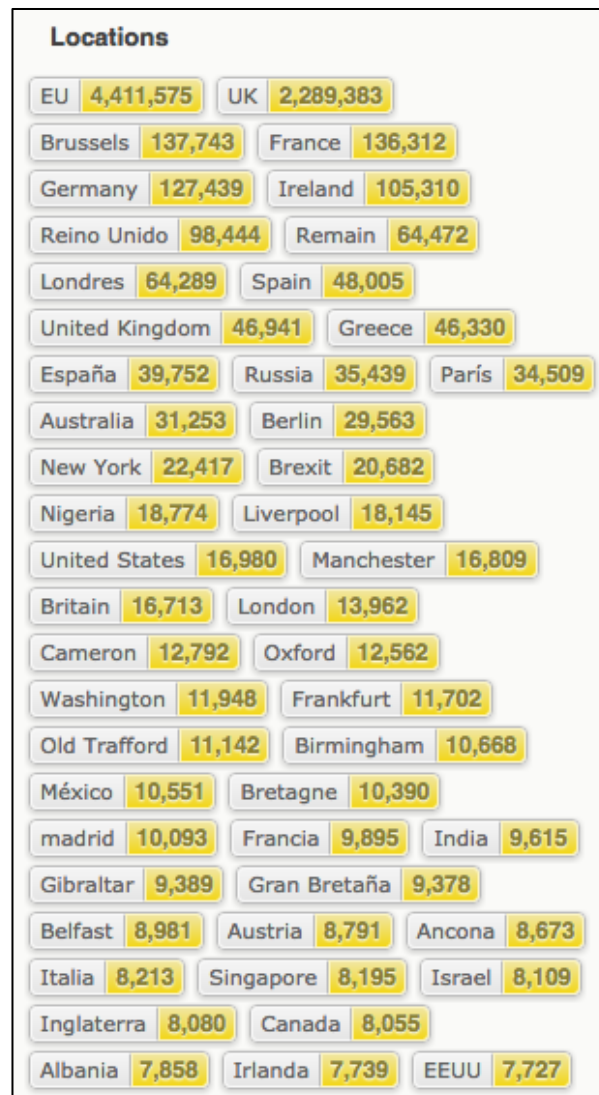 Locations
EU 4,411,575 UK 2,289,383
Brussels 137,743 France 136,312
Germany 127,439 Ireland 105,310
Reino Unido 98,444 Remain 64,472
Londres 64,289 Spain 48,005
United Kingdom 46,941 Greece 46,330
España 39,752 Russia 35,439 París 34,509
Australia 31,253 Berlin 29,563
New York 22,417 Brexit 20,682
Nigeria 18,774 Liverpool 18,145
United States 16,980 Manchester 16,809
Britain 16,713 London 13,962
Cameron 12,792 Oxford 12,562
Washington 11,948 Frankfurt 11,702
Old Trafford 11,142 Birmingham 10,668
México 10,551 Bretagne 10,390
madrid 10,093 Francia 9,895 India 9,615
Gibraltar 9,389 Gran Bretaña 9,378
Belfast 8,981 Austria 8,791 Ancona 8,673
Italia 8,213 Singapore 8,195 Israel 8,109
Inglaterra 8,080 Canada 8,055
Albania 7,858 Irlanda 7,739 EEUU 7,727